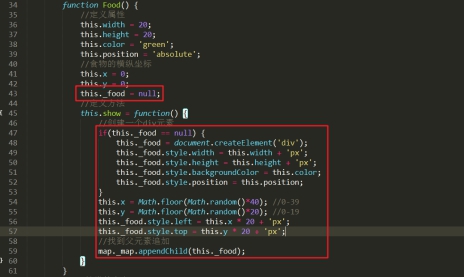 34 function Food() {
35 //定义属性
36 this.width = 20;
37 this.height = 20;
38 this.color = 'green';
39 this.position = 'absolute';
40 //食物的横纵坐标
41 this.x = 0;
42 this.y = 0;
43 this._food = null;
44 //定义方法
45 this.show = function() {
46 //创建一个div元素
47 if(this._food == null) {
48 this._food = document.createElement('div');
49 this._food.style.width = this.width + 'px';
50 this._food.style.height = this.height + 'px';
51 this._food.style.backgroundColor = this.color;
52 this._food.style.position = this.position;
53 }
54 this.x = Math.floor(Math.random()*40); //0-39
55 this.y = Math.floor(Math.random()*20); //0-19
56 this._food.style.left = this.x * 20 + 'px';
57 this._food.style.top = this.y * 20 + 'px';
58 //找到父元素追加
59 map._map.appendChild(this._food);
60 }
61 }